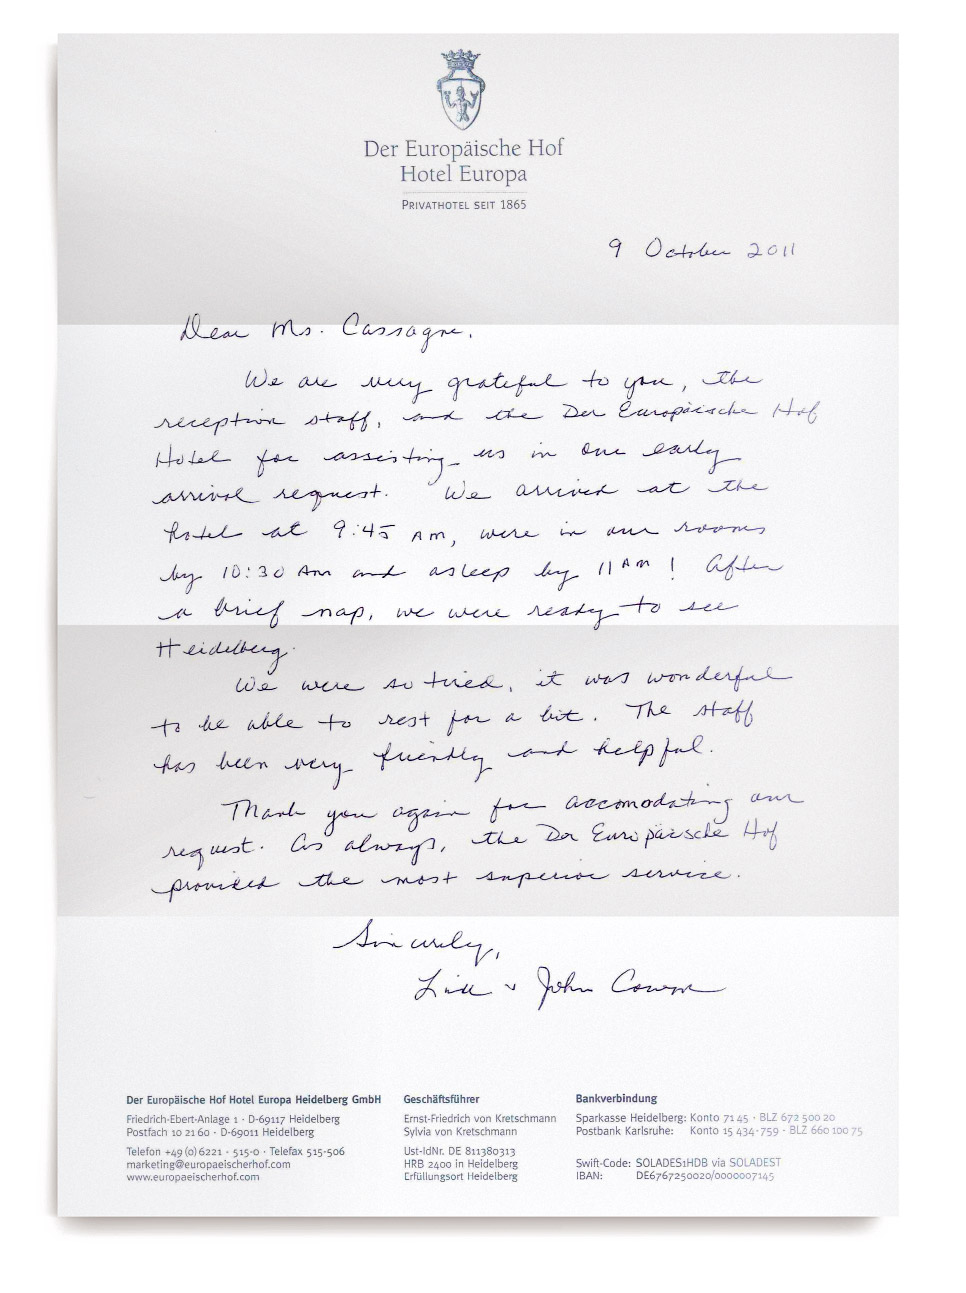 Der Europäische Hof
Hotel Europa
PRIVATHOTEL SEIT 1865
9 October 2011
Dear Ms. Cassagne,
We are very grateful to you, the
reception staff, and the Der Europäische Hof
Hotel for assisting us in our early
arrival request. We arrived at the
hotel at 9:45 AM, were in our rooms
by 10:30 AM and asleep by 11 AM! After
a brief nap, we were ready to see
Heidelberg.
We were so tired, it was wonderful
to be able to rest for a bit. The staff
has been very friendly and helpful.
Thank you again for accomodating our
request. As always, the Der Europäische Hof
provided the most superior service.
Sincerely,
John
Der Europäische Hof Hotel Europa Heidelberg GmbH
Friedrich-Ebert-Anlage 1 · D-69117 Heidelberg
Postfach 10 21 60 · D-69011 Heidelberg
Telefon +49 (0) 6221 · 515-0 · Telefax 515-506
marketing@europaeischerhof.com
www.europaeischerhof.com
Geschäftsführer
Ernst-Friedrich von Kretschmann
Sylvia von Kretschmann
Ust-IdNr. DE 811380313
HRB 2400 in Heidelberg
Erfüllungsort Heidelberg
Bankverbindung
Sparkasse Heidelberg: Konto 71 45 · BLZ 672 500 20
Postbank Karlsruhe: Konto 15 434-759 · BLZ 660 100 75
Swift-Code: SOLADES1HDB via SOLADEST
IBAN: DE6767250020/0000007145